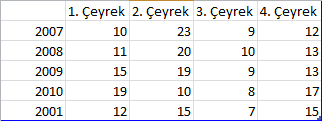 1. Çeyrek 2. Çeyrek 3. Çeyrek 4. Çeyrek
2007 10 23 9 12
2008 11 20 10 13
2009 15 19 9 13
2010 19 10 8 17
2001 12 15 7 15